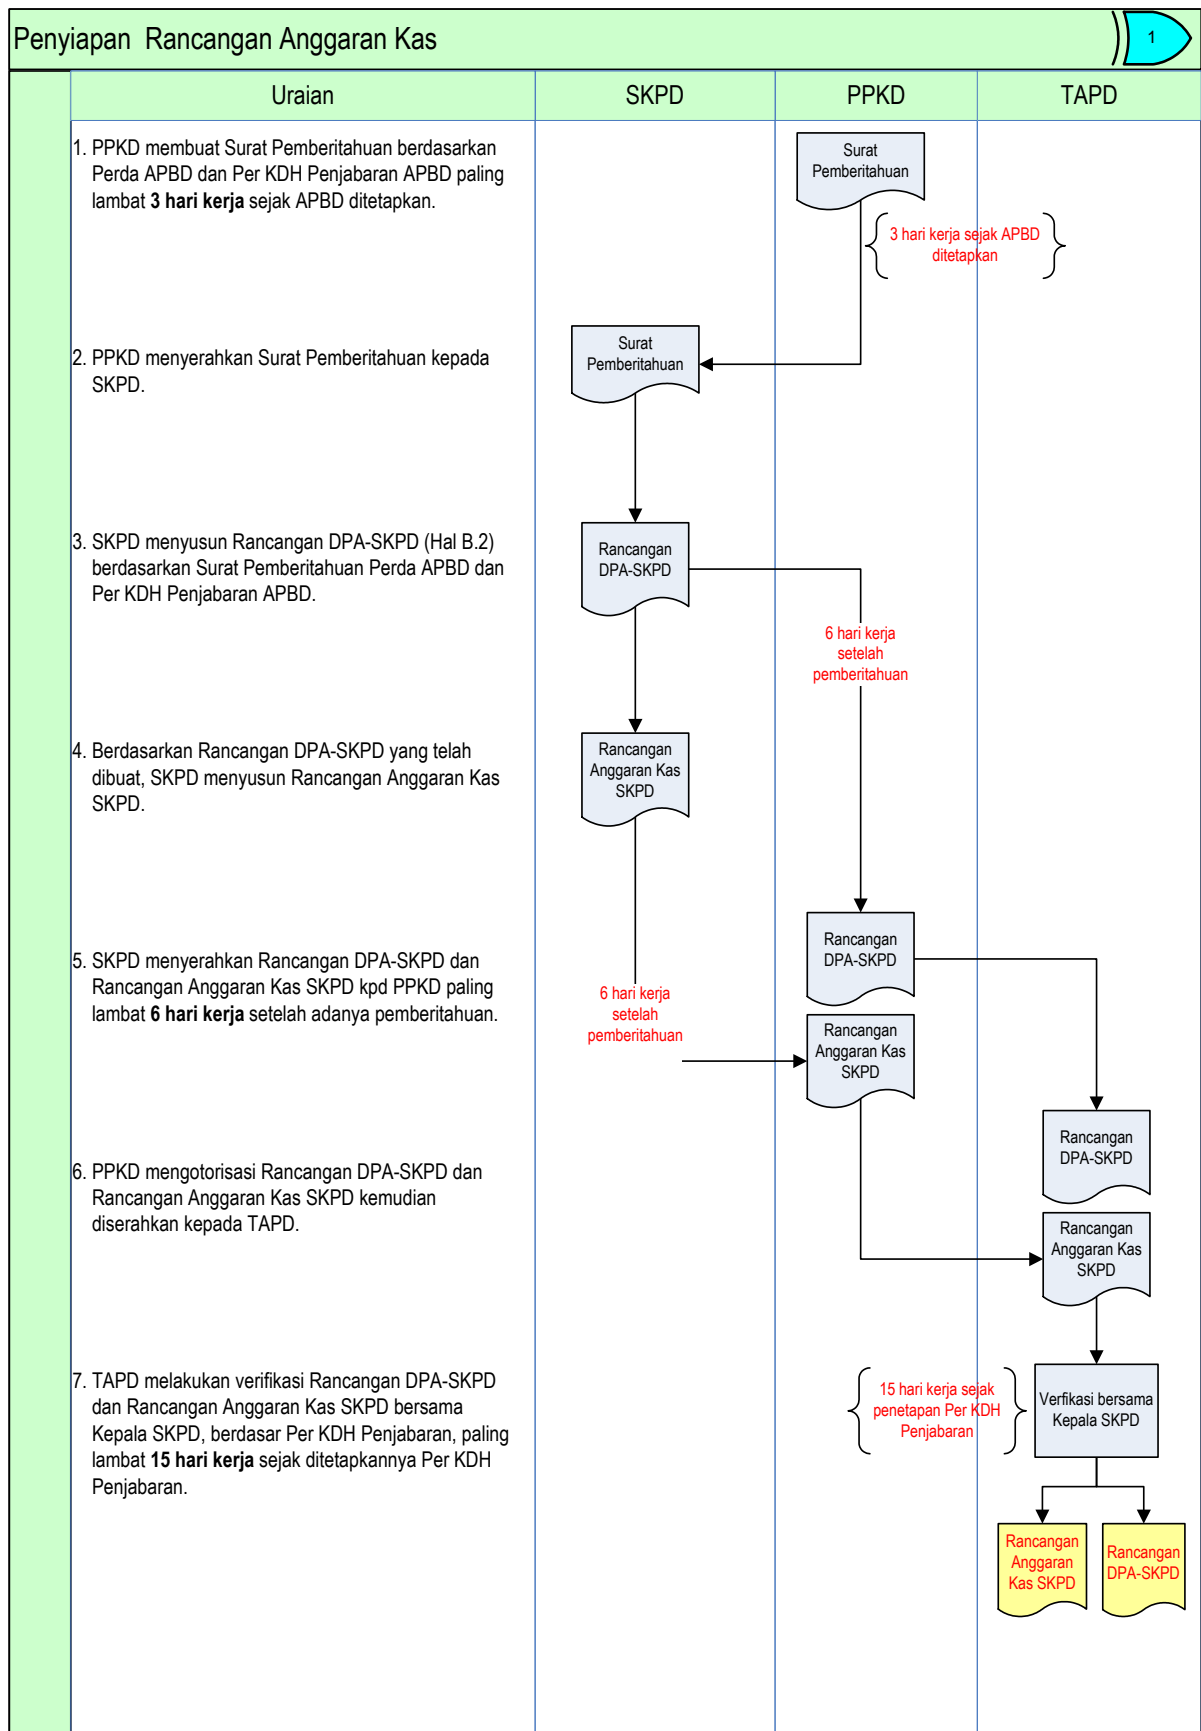 Penyiapan Rancangan Anggaran Kas
1
Uraian
SKPD
PPKD
TAPD
1. PPKD membuat Surat Pemberitahuan berdasarkan
Perda APBD dan Per KDH Penjabaran APBD paling
lambat 3 hari kerja sejak APBD ditetapkan.
Surat
Pemberitahuan
3 hari kerja sejak APBD
ditetapkan
2. PPKD menyerahkan Surat Pemberitahuan kepada
SKPD.
Surat
Pemberitahuan
3. SKPD menyusun Rancangan DPA-SKPD (Hal B.2)
berdasarkan Surat Pemberitahuan Perda APBD dan
Per KDH Penjabaran APBD.
Rancangan
DPA-SKPD
6 hari kerja
setelah
pemberitahuan
4. Berdasarkan Rancangan DPA-SKPD yang telah
dibuat, SKPD menyusun Rancangan Anggaran Kas
SKPD.
Rancangan
Anggaran Kas
SKPD
5. SKPD menyerahkan Rancangan DPA-SKPD dan
Rancangan Anggaran Kas SKPD kpd PPKD paling
lambat 6 hari kerja setelah adanya pemberitahuan.
6 hari kerja
setelah
pemberitahuan
Rancangan
DPA-SKPD
Rancangan
Anggaran Kas
SKPD
6. PPKD mengotorisasi Rancangan DPA-SKPD dan
Rancangan Anggaran Kas SKPD kemudian
diserahkan kepada TAPD.
Rancangan
DPA-SKPD
Rancangan
Anggaran Kas
SKPD
7. TAPD melakukan verifikasi Rancangan DPA-SKPD
dan Rancangan Anggaran Kas SKPD bersama
Kepala SKPD, berdasar Per KDH Penjabaran, paling
lambat 15 hari kerja sejak ditetapkannya Per KDH
Penjabaran.
15 hari kerja sejak
penetapan Per KDH
Penjabaran
Verfikasi bersama
Kepala SKPD
Rancangan
Anggaran
Kas SKPD
Rancangan
DPA-SKPD